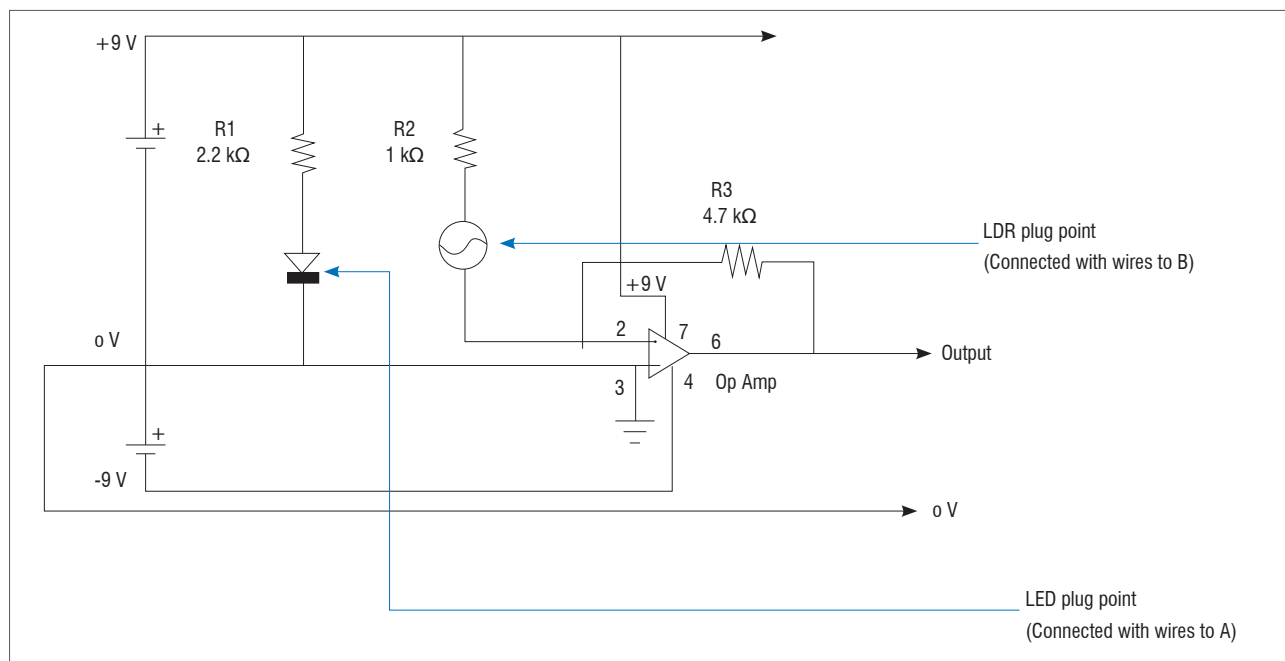 +9 V
+
R1
2.2 kΩ
R2
1 kΩ
R3
4.7 kΩ
LDR plug point
(Connected with wires to B)
+9 V
2
7
6
o V
Output
3
4
Op Amp
+
-9 V
o V
LED plug point
(Connected with wires to A)